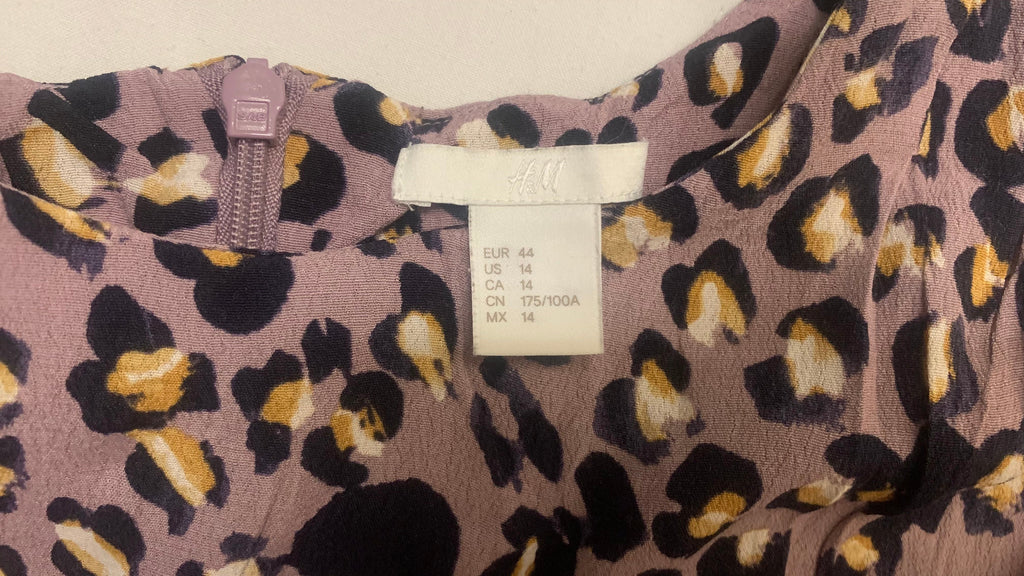 H&M
EUR 44
US 14
CA 14
CN 175/100A
MX 14